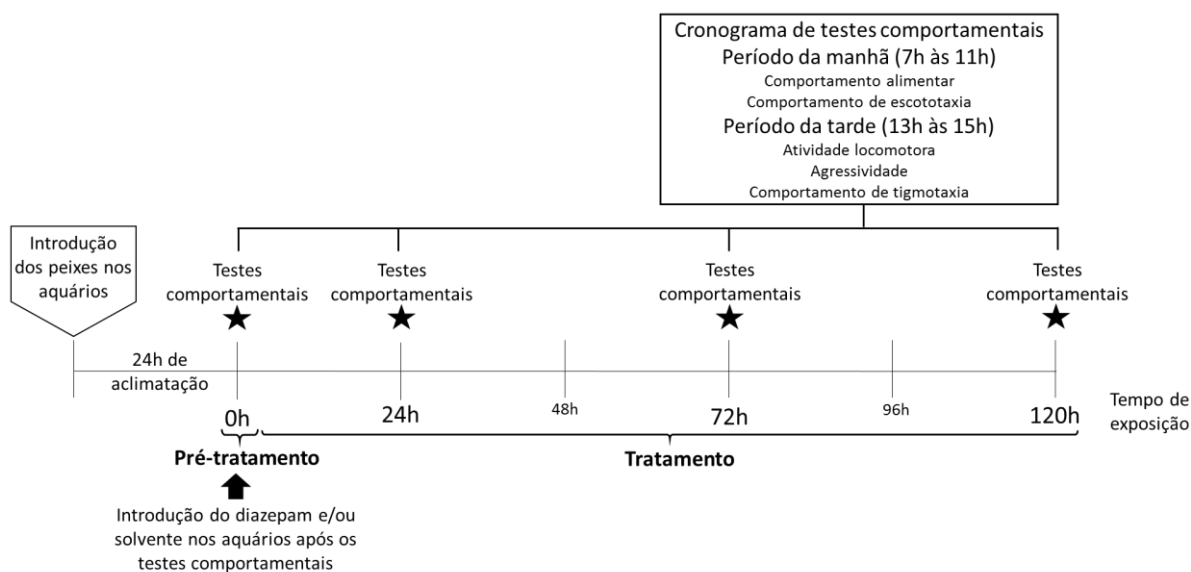 Cronograma de testes comportamentais
Período da manhã (7h às 11h)
Comportamento alimentar
Comportamento de escototaxia
Período da tarde (13h às 15h)
Atividade locomotora
Agressividade
Comportamento de tigmotaxia
Introdução
dos peixes nos
aquários
Testes
comportamentais
Testes
comportamentais
Testes
comportamentais
Testes
comportamentais
24h de
aclimatação
0h
24h
48h
72h
96h
120h
Tempo de
exposição
Pré-tratamento
Tratamento
Introdução do diazepam e/ou
solvente nos aquários após os
testes comportamentais